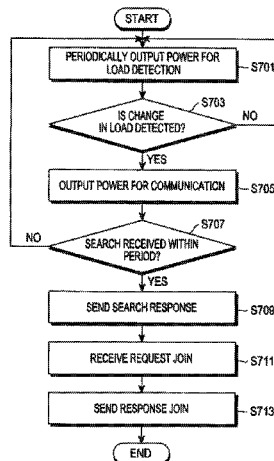 START
PERIODICALLY OUTPUT POWER FOR
LOAD DETECTION
S701
S703
IS CHANGE
IN LOAD DETECTED?
NO
YES
OUTPUT POWER FOR COMMUNICATION
S705
S707
NO
SEARCH RECEIVED WITHIN
PERIOD?
YES
SEND SEARCH RESPONSE
S709
RECEIVE REQUEST JOIN
S711
SEND RESPONSE JOIN
S713
END